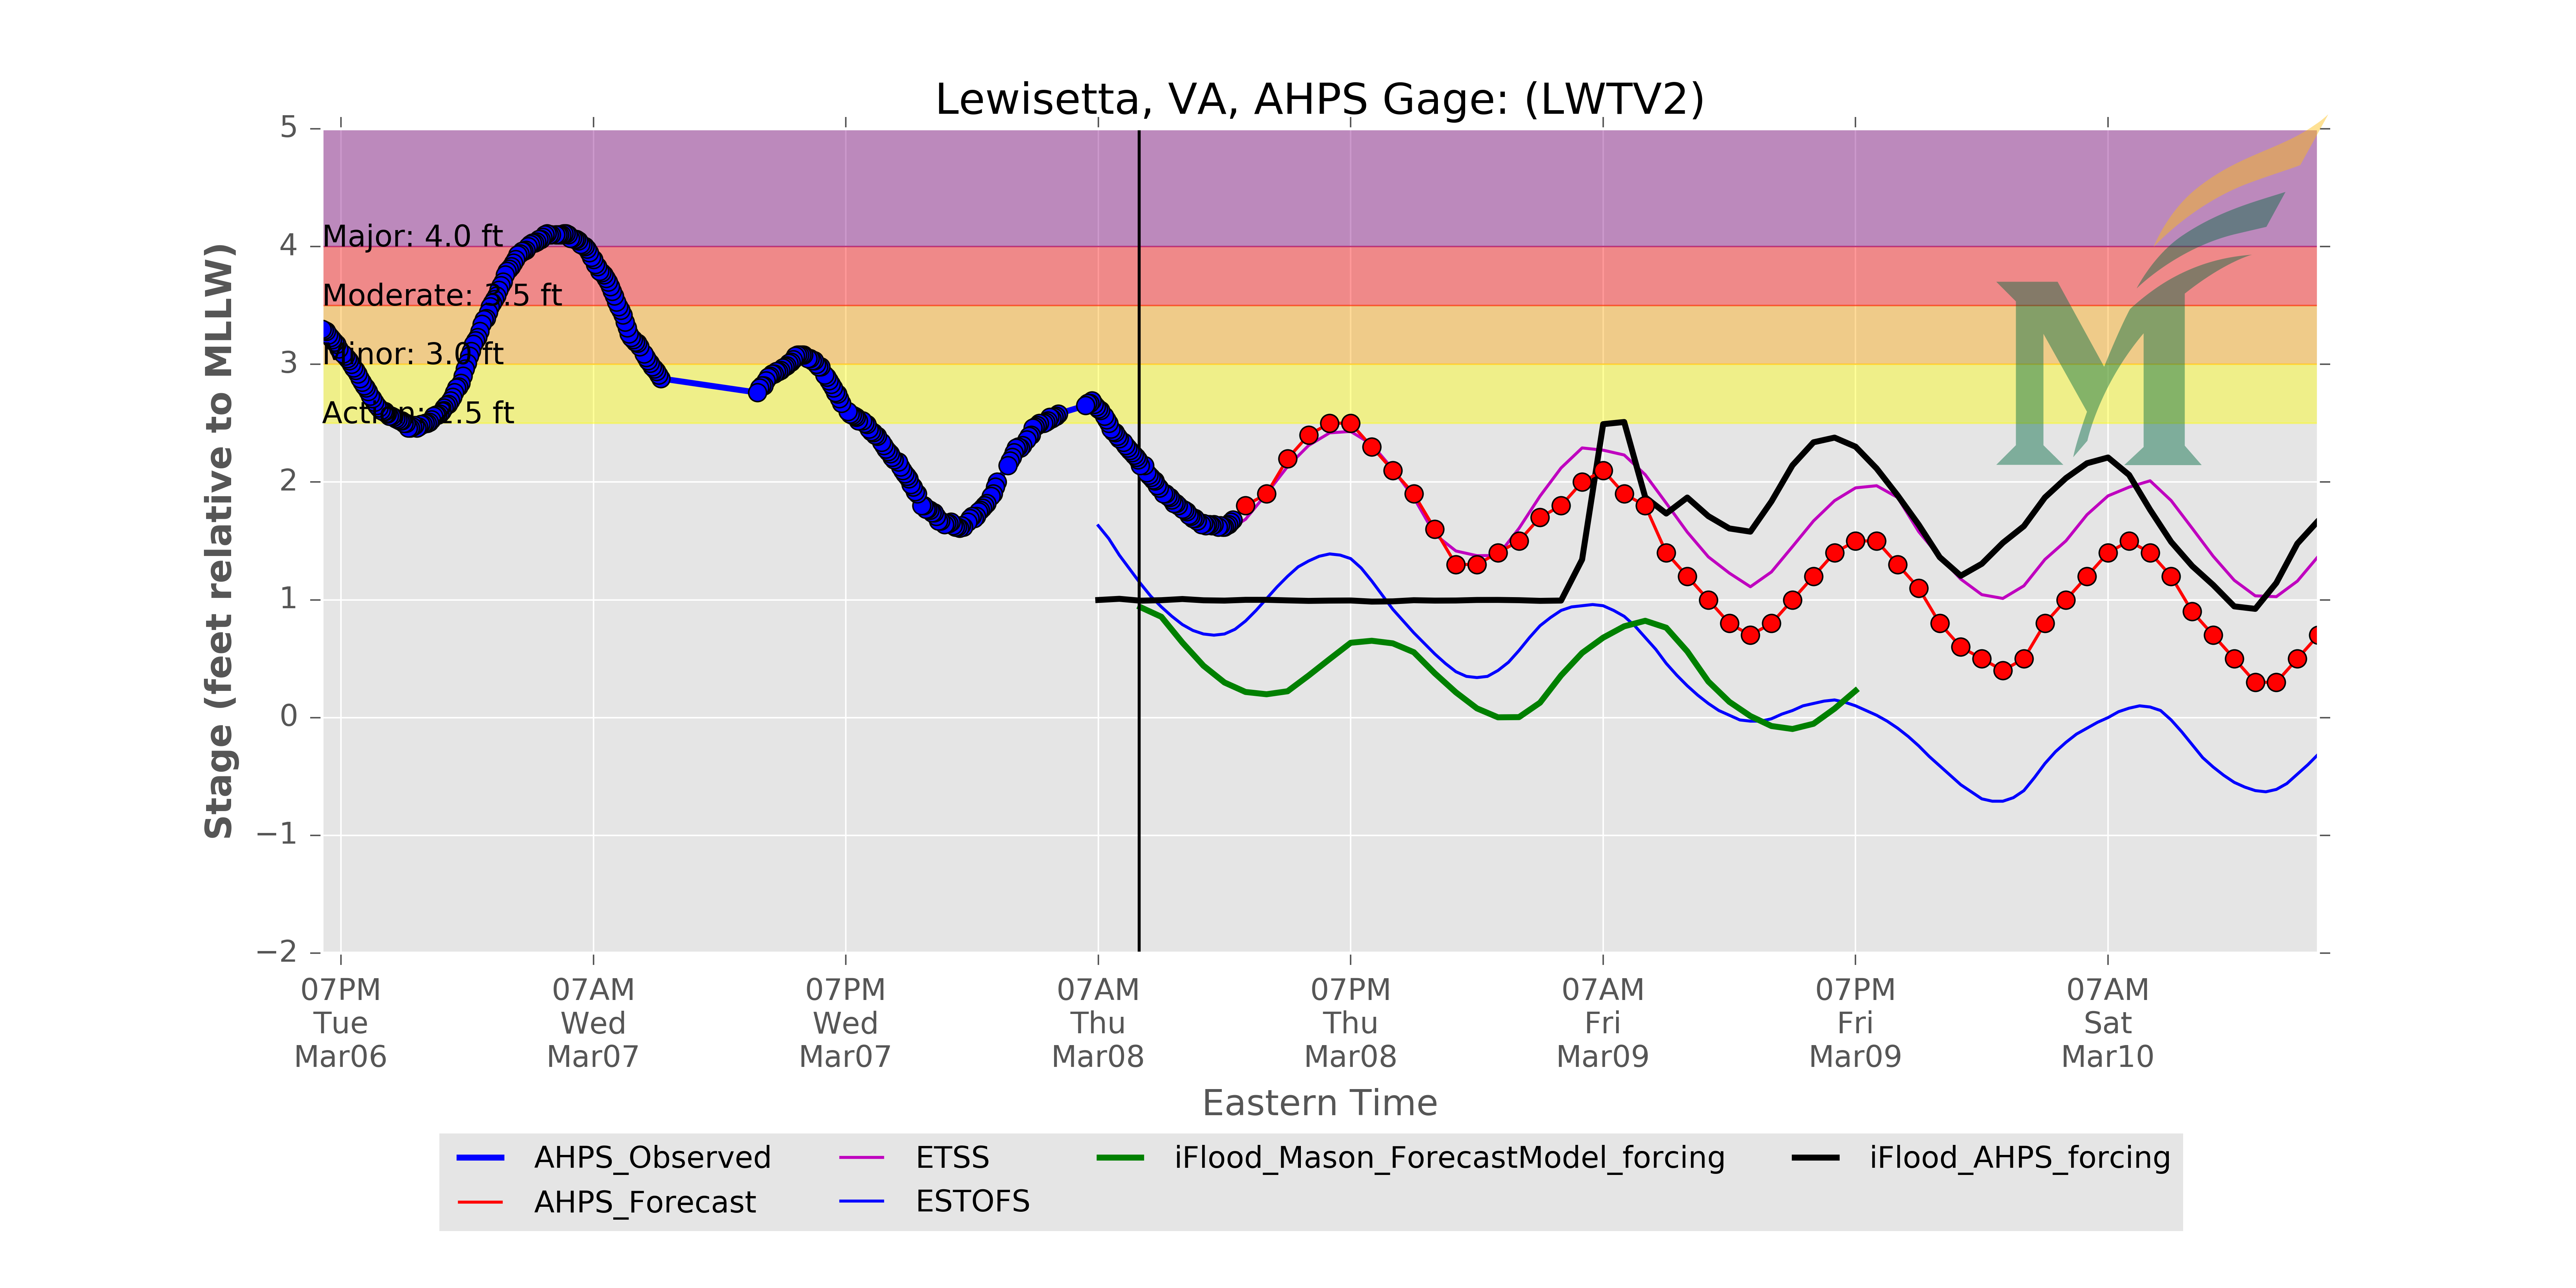 Lewisetta, VA, AHPS Gage: (LWTV2)
Stage (feet relative to MLLW)
5
4
3
2
1
0
−1
−2
Major: 4.0 ft
Moderate: 3.5 ft
Minor: 3.0 ft
Action: 2.5 ft
07PM 07AM 07PM 07AM 07PM 07AM 07PM 07AM
Tue Wed Wed Thu Thu Fri Fri Sat
Mar06 Mar07 Mar07 Mar08 Mar08 Mar09 Mar09 Mar10
Eastern Time
AHPS_Observed ETSS iFlood_Mason_ForecastModel_forcing iFlood_AHPS_forcing
AHPS_Forecast ESTOFS